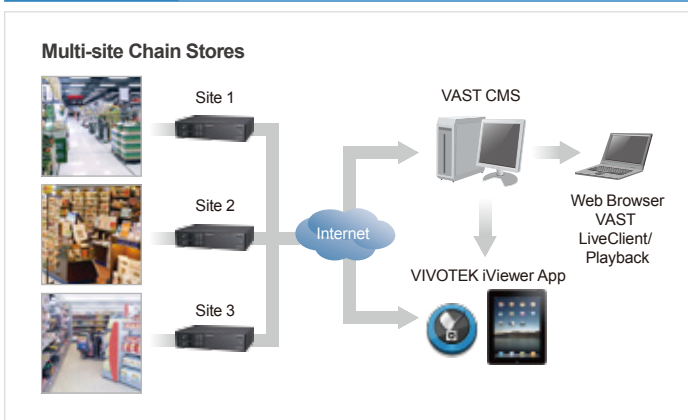 Multi-site Chain Stores
Site 1
Site 2
Site 3
Internet
VAST CMS
Web Browser
VAST
LiveClient/
Playback
VIVOTEK iViewer App